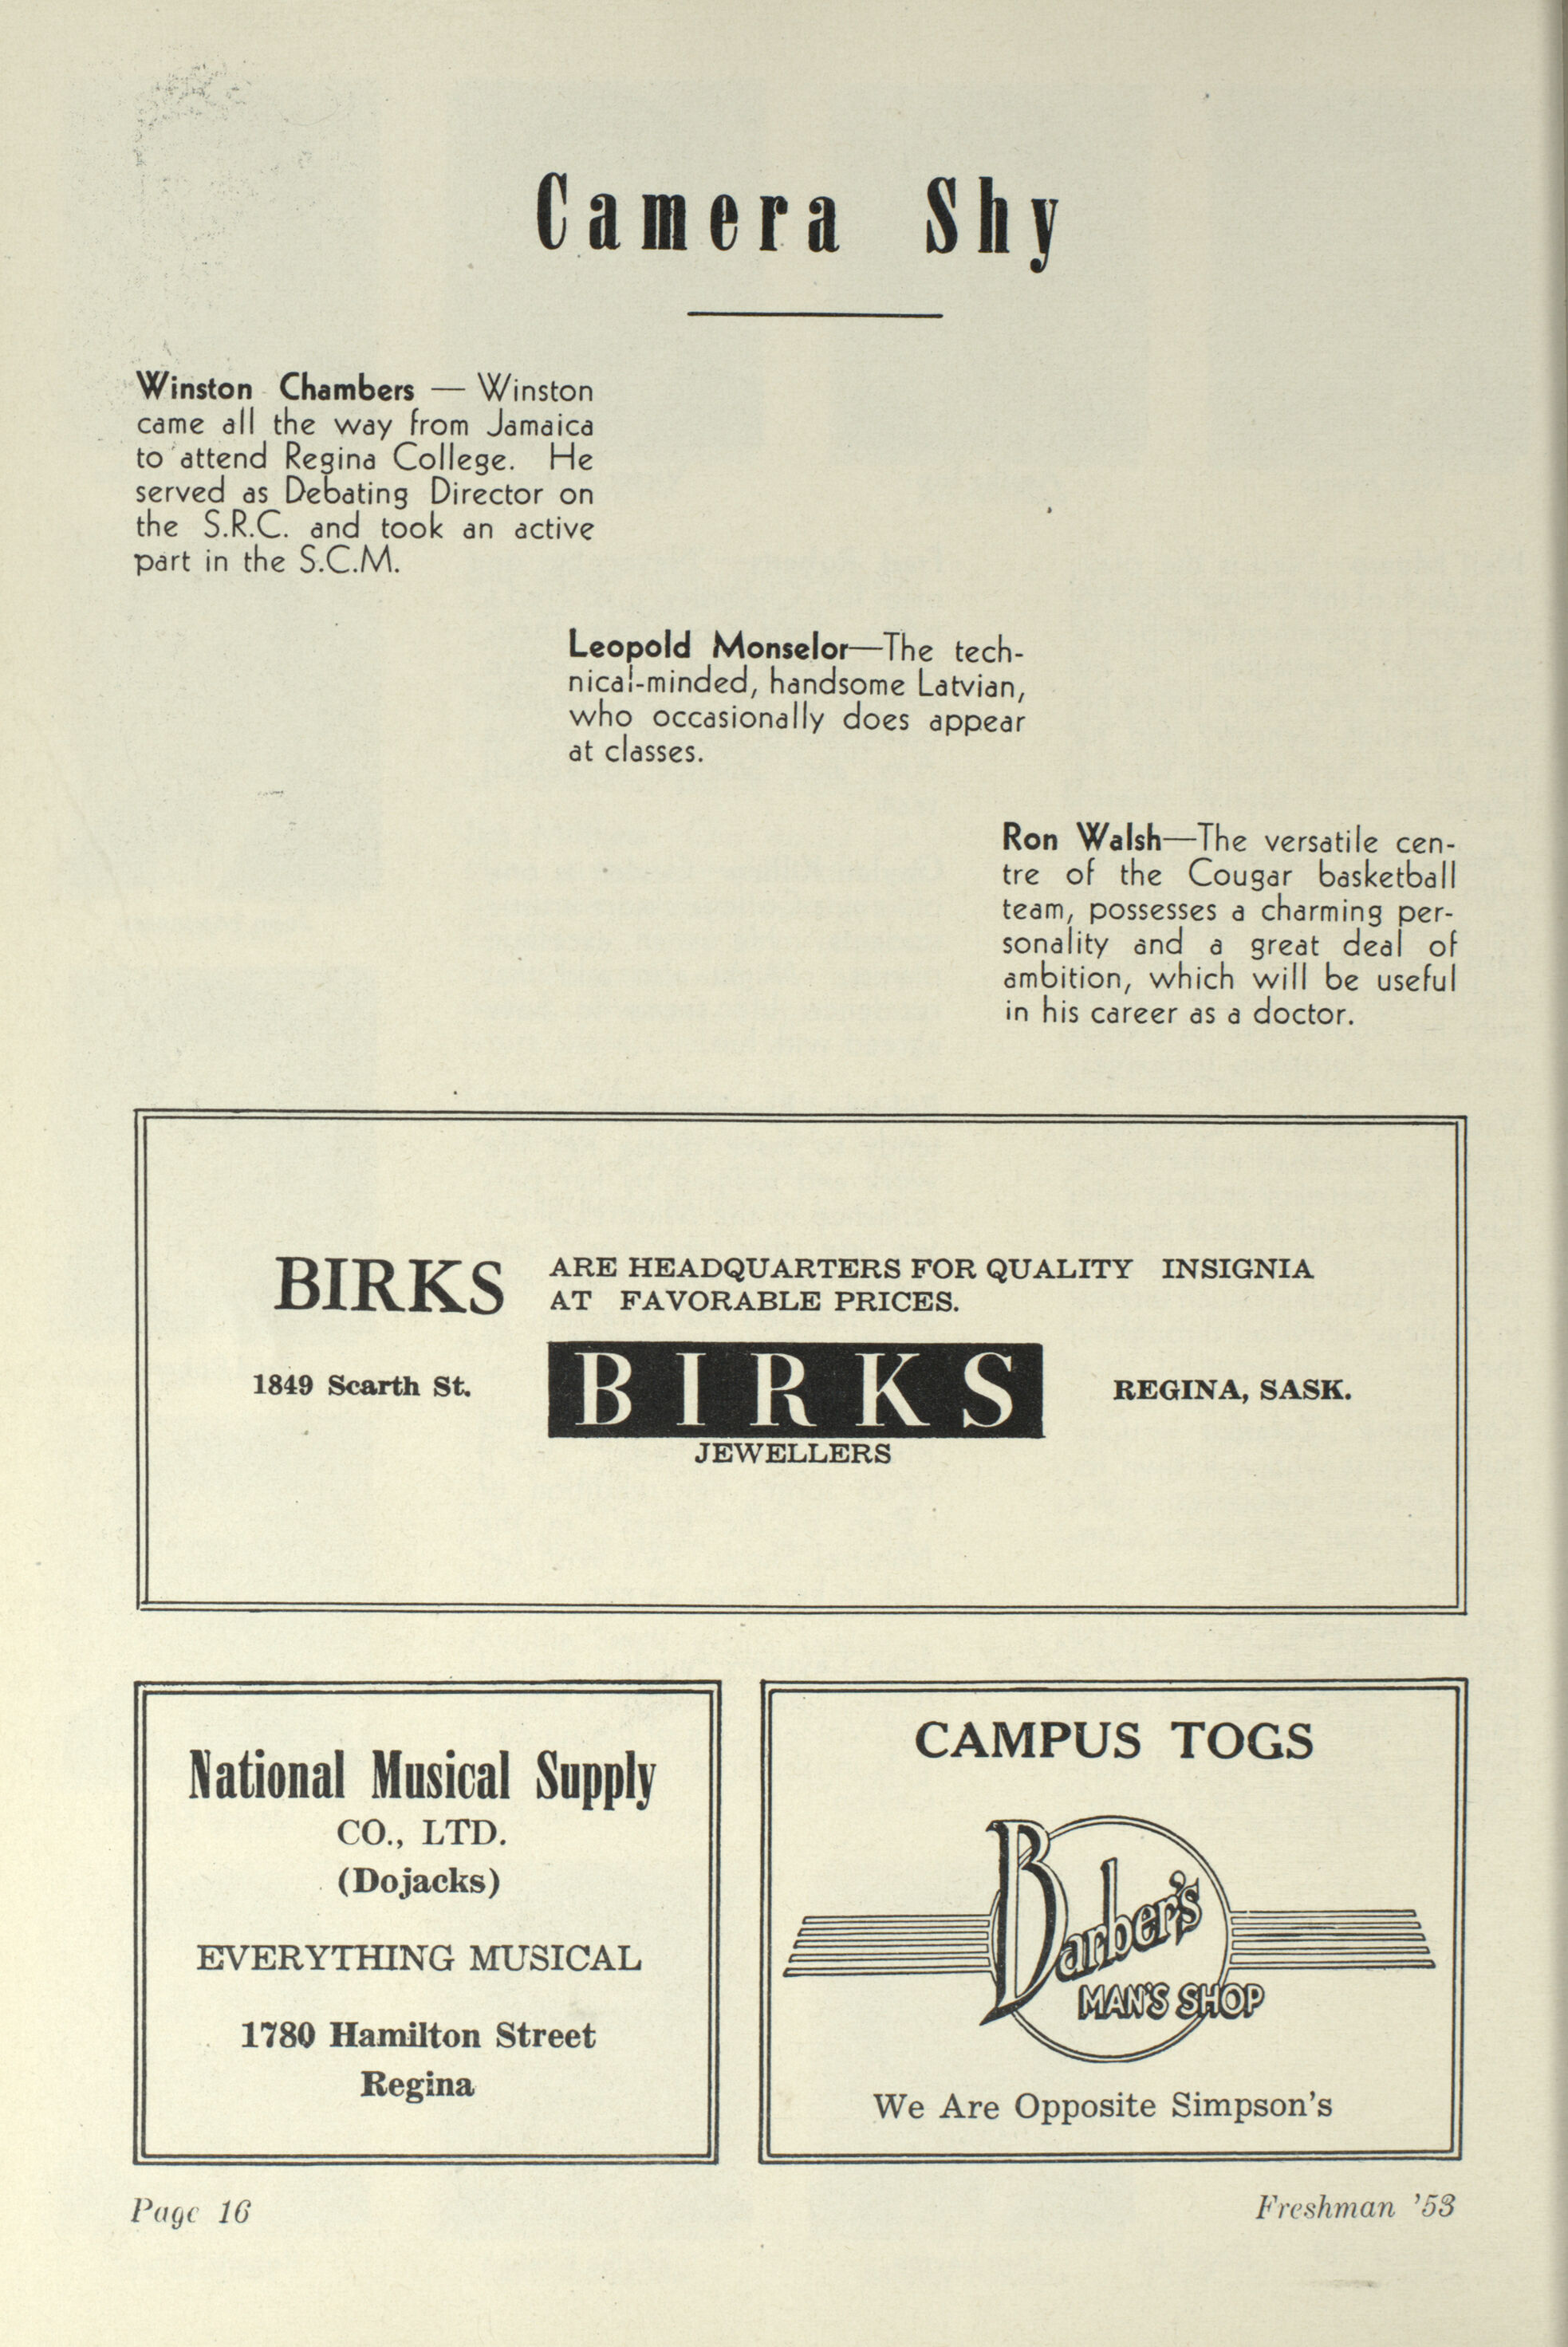 Camera Shy
Winston Chambers — Winston
came all the way from Jamaica
to attend Regina College. He
served as Debating Director on
the S.R.C. and took an active
part in the S.C.M.
Leopold Monselor—The tech-
nical-minded, handsome Latvian,
who occasionally does appear
at classes.
Ron Walsh—The versatile cen-
tre of the Cougar basketball
team, possesses a charming per-
sonality and a great deal of
ambition, which will be useful
in his career as a doctor.
BIRKS
ARE HEADQUARTERS FOR QUALITY INSIGNIA
AT FAVORABLE PRICES.
1849 Scarth St.
BIRKS
JEWELLERS
REGINA, SASK.
National Musical Supply
CO., LTD.
(Dojacks)
EVERYTHING MUSICAL
1780 Hamilton Street
Regina
CAMPUS TOGS
Barber's
MAN'S SHOP
We Are Opposite Simpson's
Page 16
Freshman '53